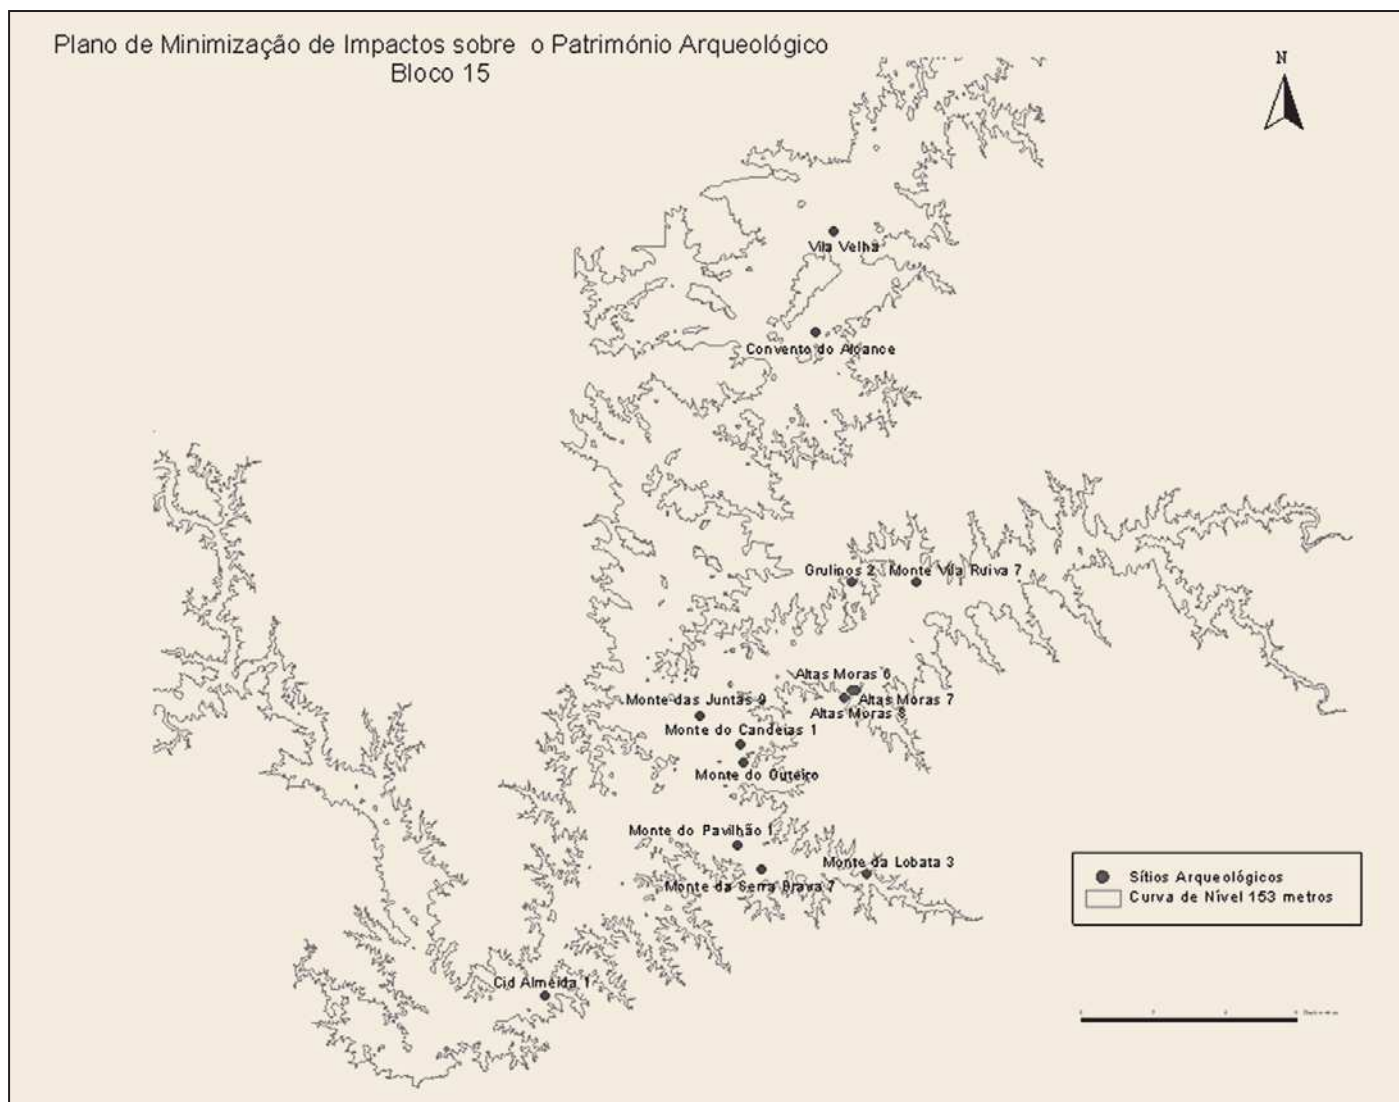 Plano de Minimização de Impactos sobre o Património Arqueológico
Bloco 15
N
Vila Velha
Convento do Alcance
Grulinos 2
Monte Vila Ruiva 7
Altas Moras 6
Monte das Juntas 9
Altas Moras 7
Altas Moras 8
Monte do Candeias 1
Monte do Outeiro
Monte do Pavilhão 1
Monte da Lobata 3
Monte da Serra Brava 7
Sítios Arqueológicos
Curva de Nível 153 metros
Cid Almeida 1